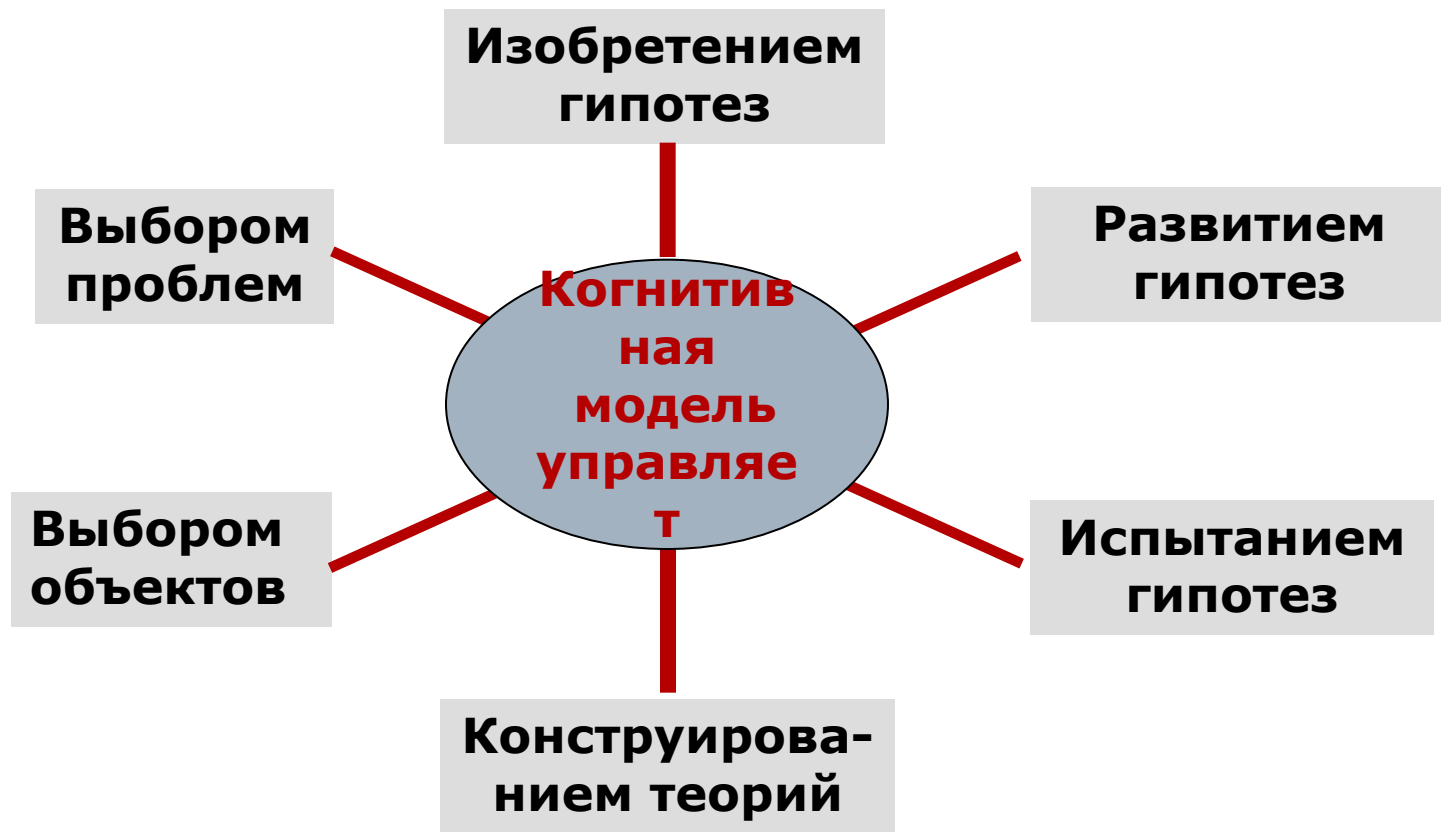 Изобретением
гипотез
Выбором
проблем
Развитием
гипотез
Когнитив
ная
модель
управляе
т
Выбором
объектов
Испытанием
гипотез
Конструирова-
нием теорий